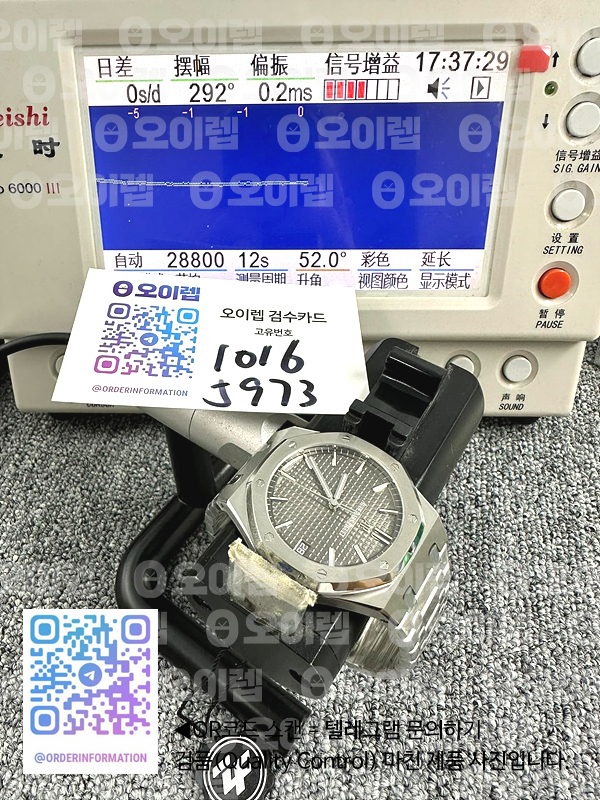 日差 摆幅 偏振 信号增益 17:37:29
0s/d 292° 0.2ms
-5 -1 -1 0
eishi
时
6000 III
信号增益
SIG.GAIN
设置
SETTING
自动 28800 12s 52.0° 彩色 延长
测量周期 升角 视图颜色 显示模式
暂停
PAUSE
声响
SOUND
오이렙
오이렙 검수카드
고유번호
1016
J973
@ORDERINFORMATION
오이렙
@ORDERINFORMATION
◀QR코드 스캔 = 텔레그램 문의하기
검품(Quality Control) 마친 제품 사진입니다.